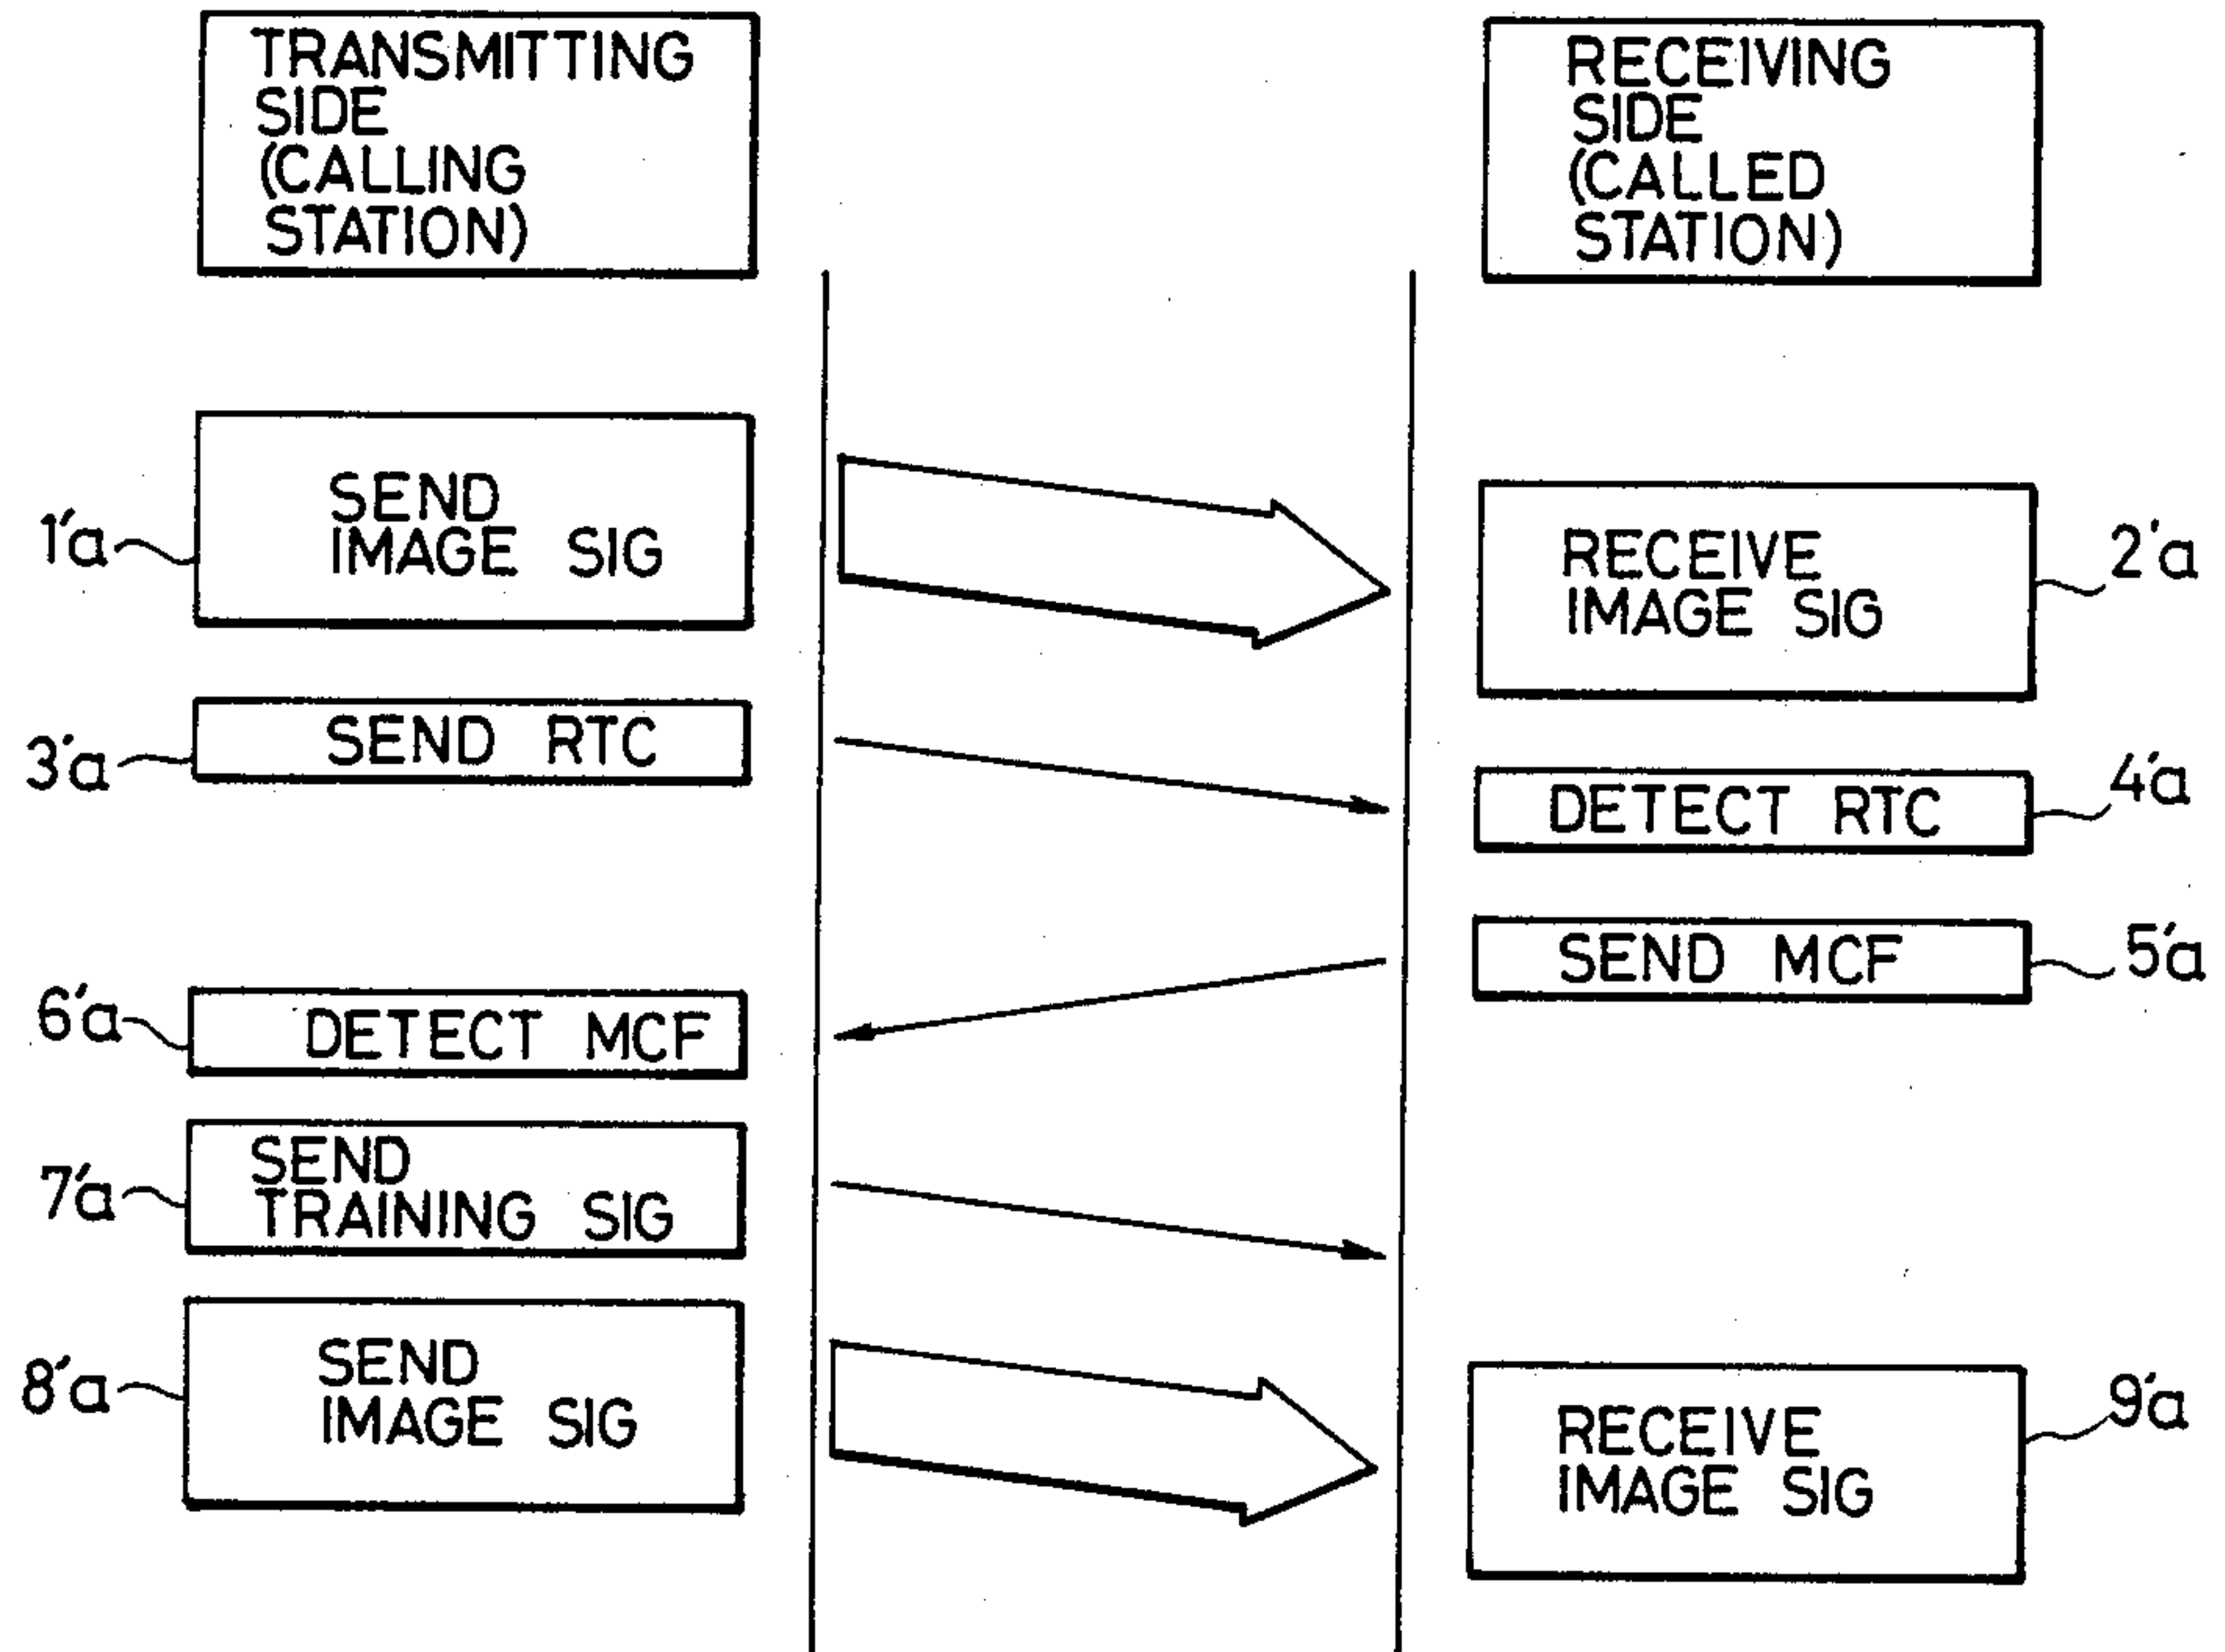 TRANSMITTING
SIDE
(CALLING
STATION)
RECEIVING
SIDE
(CALLED
STATION)
1'a
SEND
IMAGE SIG
RECEIVE
IMAGE SIG
2'a
3'a
SEND RTC
DETECT RTC
4'a
SEND MCF
5'a
6'a
DETECT MCF
7'a
SEND
TRAINING SIG
8'a
SEND
IMAGE SIG
RECEIVE
IMAGE SIG
9'a